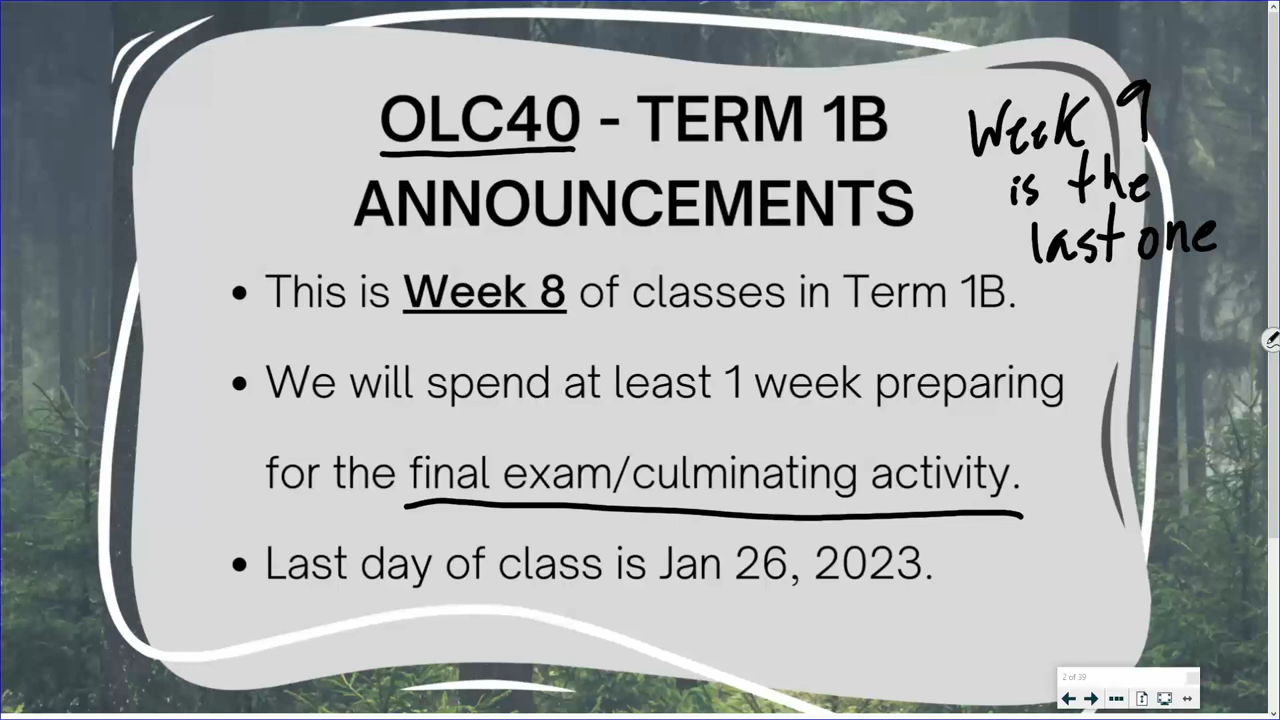 OLC40 - TERM 1B
ANNOUNCEMENTS
Week 9
is the
last one
• This is Week 8 of classes in Term 1B.
• We will spend at least 1 week preparing
for the final exam/culminating activity.
• Last day of class is Jan 26, 2023.
2 of 39